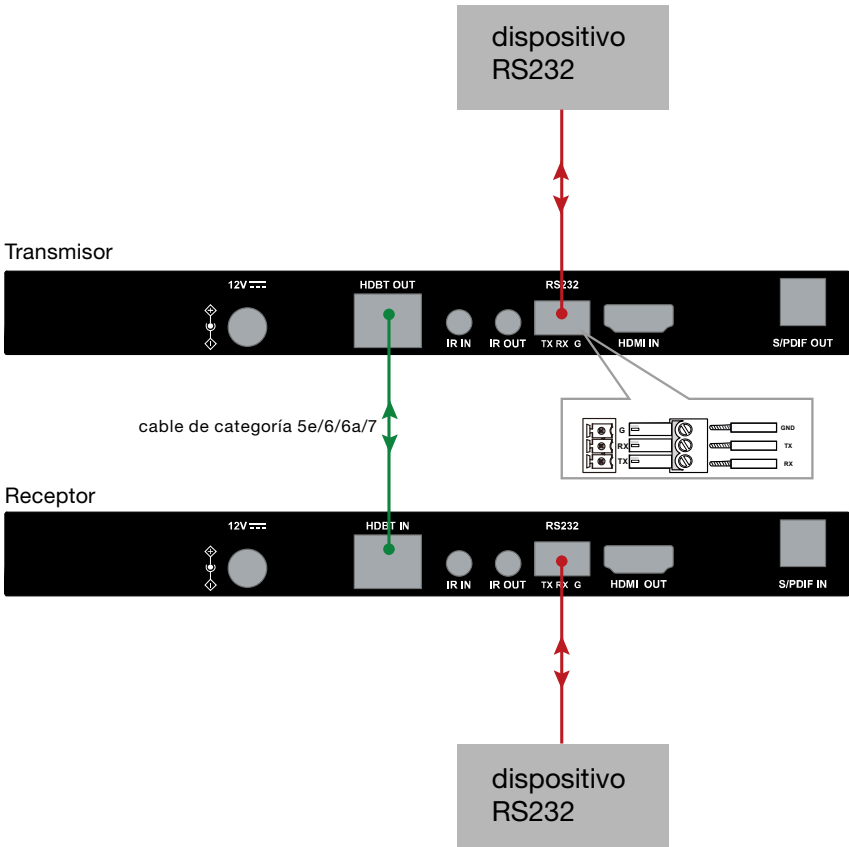 dispositivo
RS232
Transmisor
12V HDBT OUT RS232
IR IN IR OUT TX RX G HDMI IN S/PDIF OUT
G GND
RX TX
TX RX
cable de categoría 5e/6/6a/7
Receptor
12V HDBT IN RS232
IR IN IR OUT TX RX G HDMI OUT S/PDIF IN
dispositivo
RS232